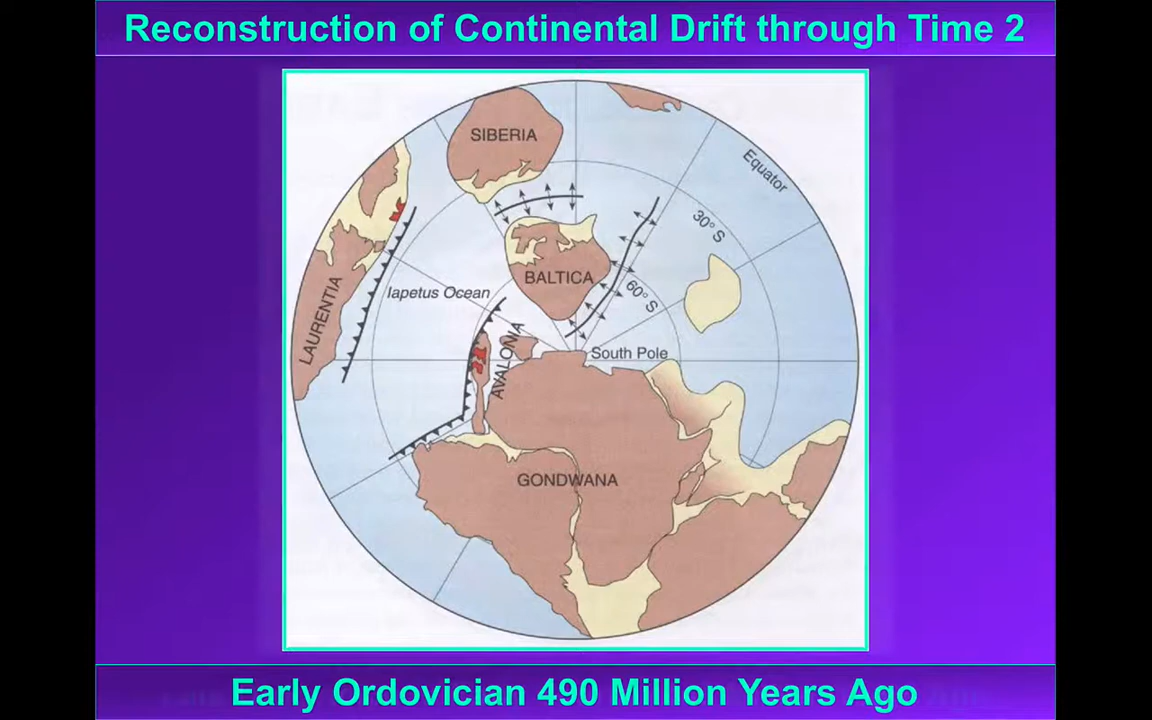 Reconstruction of Continental Drift through Time 2
SIBERIA
Equator
30° S
BALTICA
60° S
Iapetus Ocean
LAURENTIA
AVALONIA
South Pole
GONDWANA
Early Ordovician 490 Million Years Ago